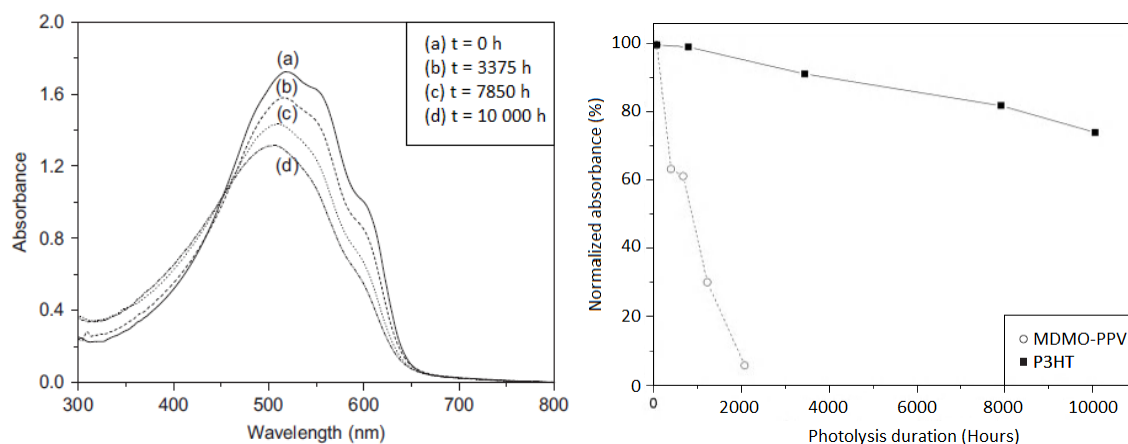 2.0
1.6
1.2
0.8
0.4
0.0
Absorbance
300
400
500
600
700
800
Wavelength (nm)
(a)
(b)
(c)
(d)
(a) t = 0 h
(b) t = 3375 h
(c) t = 7850 h
(d) t = 10 000 h
100
80
60
40
20
0
Normalized absorbance (%)
0
2000
4000
6000
8000
10000
Photolysis duration (Hours)
MDMO-PPV
P3HT